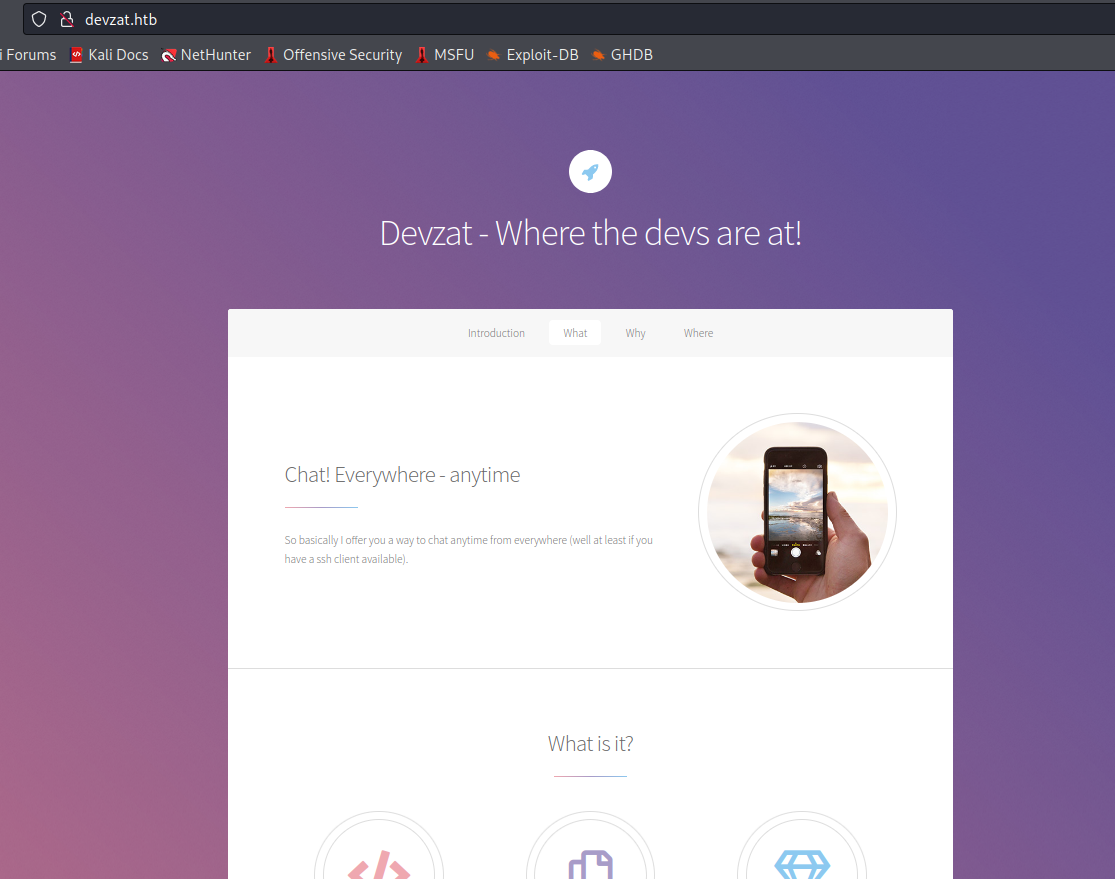 devzat.htb
i Forums Kali Docs NetHunter Offensive Security MSFU Exploit-DB GHDB
Devzat - Where the devs are at!
Introduction What Why Where
Chat! Everywhere - anytime
So basically I offer you a way to chat anytime from everywhere (well at least if you
have a ssh client available).
What is it?